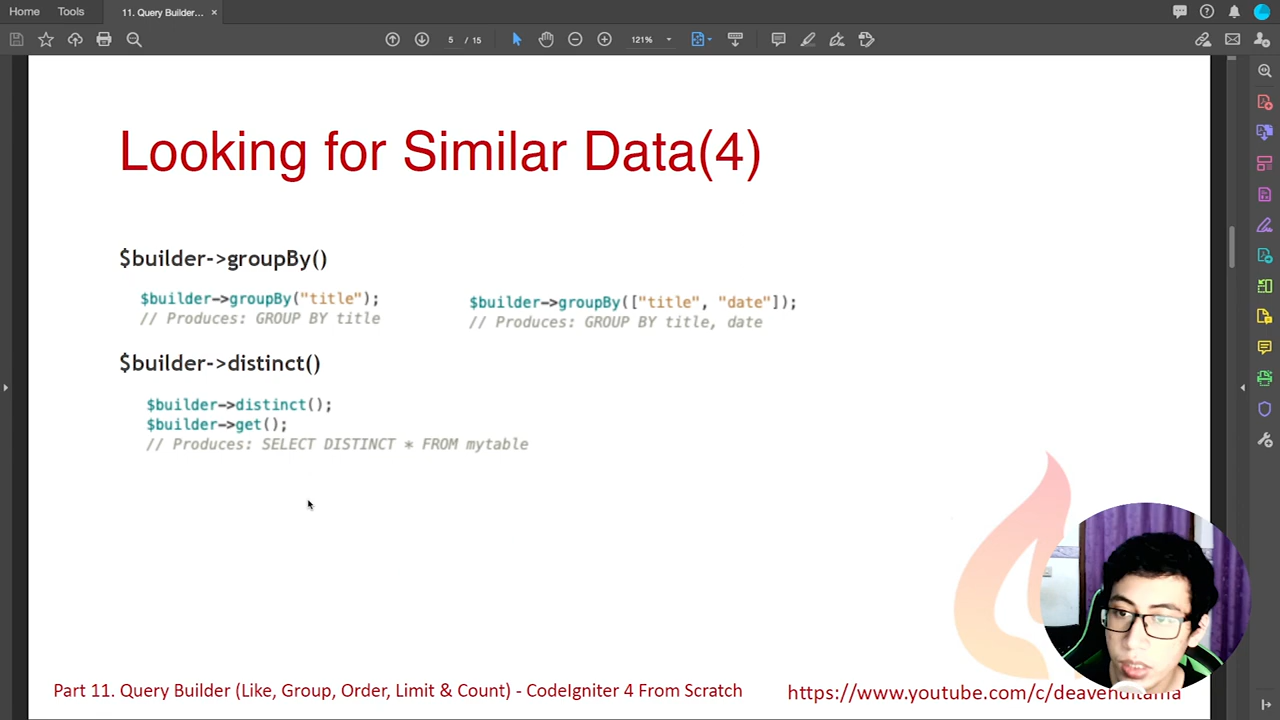 Home Tools 11. Query Builder... ×
5 / 15 121%
Looking for Similar Data(4)
$builder->groupBy()
$builder->groupBy("title");
// Produces: GROUP BY title
$builder->groupBy(["title", "date"]);
// Produces: GROUP BY title, date
$builder->distinct()
$builder->distinct();
$builder->get();
// Produces: SELECT DISTINCT * FROM mytable
Part 11. Query Builder (Like, Group, Order, Limit & Count) - CodeIgniter 4 From Scratch
https://www.youtube.com/c/deavenditama